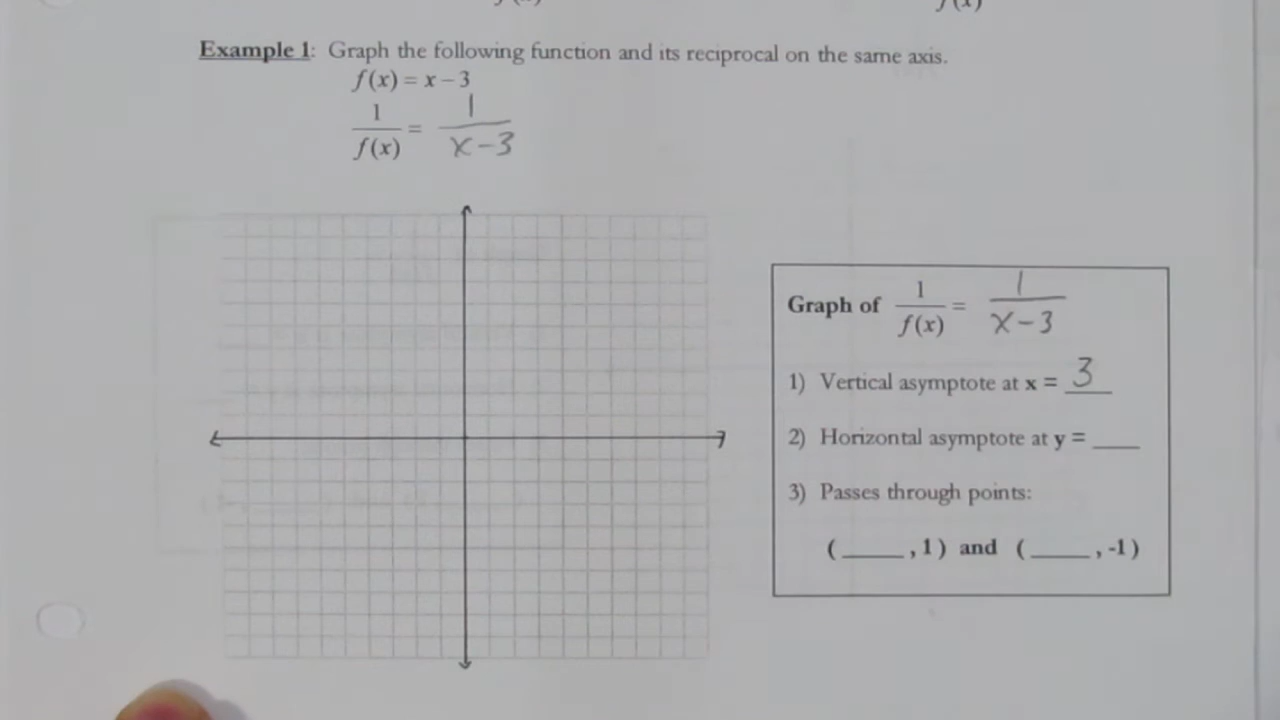 f(x)
Example 1: Graph the following function and its reciprocal on the same axis.
f(x) = x – 3
1/f(x) = 1/x-3
Graph of 1/f(x) = 1/x-3
1) Vertical asymptote at x = 3
2) Horizontal asymptote at y = ____
3) Passes through points:
( _____ , 1 ) and ( _____ , -1 )